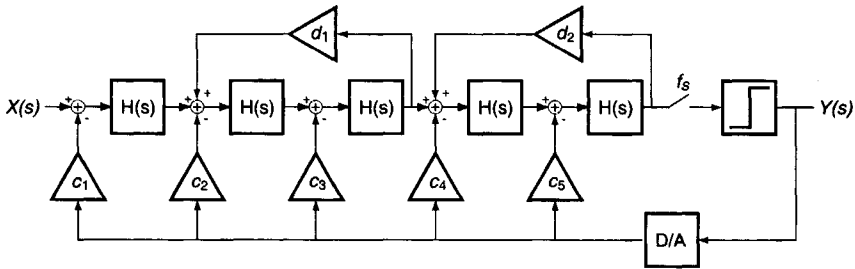 d₁
d₂
X(s) + - H(s) + + - H(s) + - H(s) + + - H(s) + - H(s) fₛ Y(s)
c₁ c₂ c₃ c₄ c₅
D/A